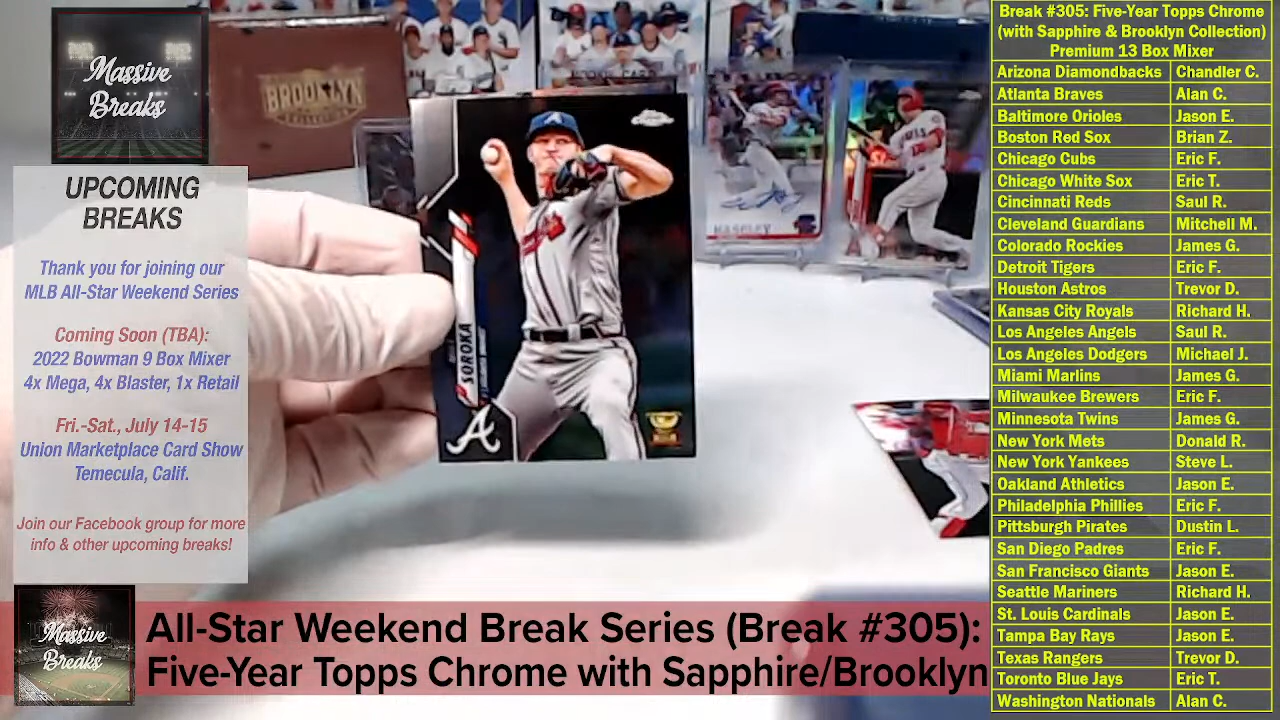 Massive
Breaks
UPCOMING
BREAKS
Thank you for joining our
MLB All-Star Weekend Series
Coming Soon (TBA):
2022 Bowman 9 Box Mixer
4x Mega, 4x Blaster, 1x Retail
Fri.-Sat., July 14-15
Union Marketplace Card Show
Temecula, Calif.
Join our Facebook group for more
info & other upcoming breaks!
BROOKLYN
Chrome
A
SOROKA
A
HASELEY
Massive
Breaks
All-Star Weekend Break Series (Break #305):
Five-Year Topps Chrome with Sapphire/Brooklyn
Break #305: Five-Year Topps Chrome
(with Sapphire & Brooklyn Collection)
Premium 13 Box Mixer
Arizona Diamondbacks Chandler C.
Atlanta Braves Alan C.
Baltimore Orioles Jason E.
Boston Red Sox Brian Z.
Chicago Cubs Eric F.
Chicago White Sox Eric T.
Cincinnati Reds Saul R.
Cleveland Guardians Mitchell M.
Colorado Rockies James G.
Detroit Tigers Eric F.
Houston Astros Trevor D.
Kansas City Royals Richard H.
Los Angeles Angels Saul R.
Los Angeles Dodgers Michael J.
Miami Marlins James G.
Milwaukee Brewers Eric F.
Minnesota Twins James G.
New York Mets Donald R.
New York Yankees Steve L.
Oakland Athletics Jason E.
Philadelphia Phillies Eric F.
Pittsburgh Pirates Dustin L.
San Diego Padres Eric F.
San Francisco Giants Jason E.
Seattle Mariners Richard H.
St. Louis Cardinals Jason E.
Tampa Bay Rays Jason E.
Texas Rangers Trevor D.
Toronto Blue Jays Eric T.
Washington Nationals Alan C.